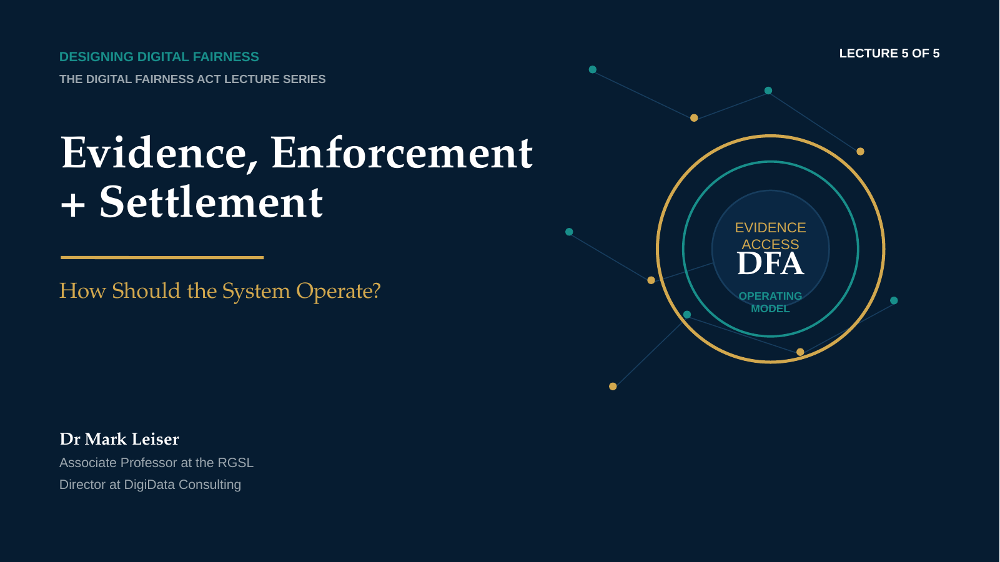 DESIGNING DIGITAL FAIRNESS
THE DIGITAL FAIRNESS ACT LECTURE SERIES
LECTURE 5 OF 5
Evidence, Enforcement
+ Settlement
How Should the System Operate?
EVIDENCE
ACCESS
DFA
OPERATING
MODEL
Dr Mark Leiser
Associate Professor at the RGSL
Director at DigiData Consulting